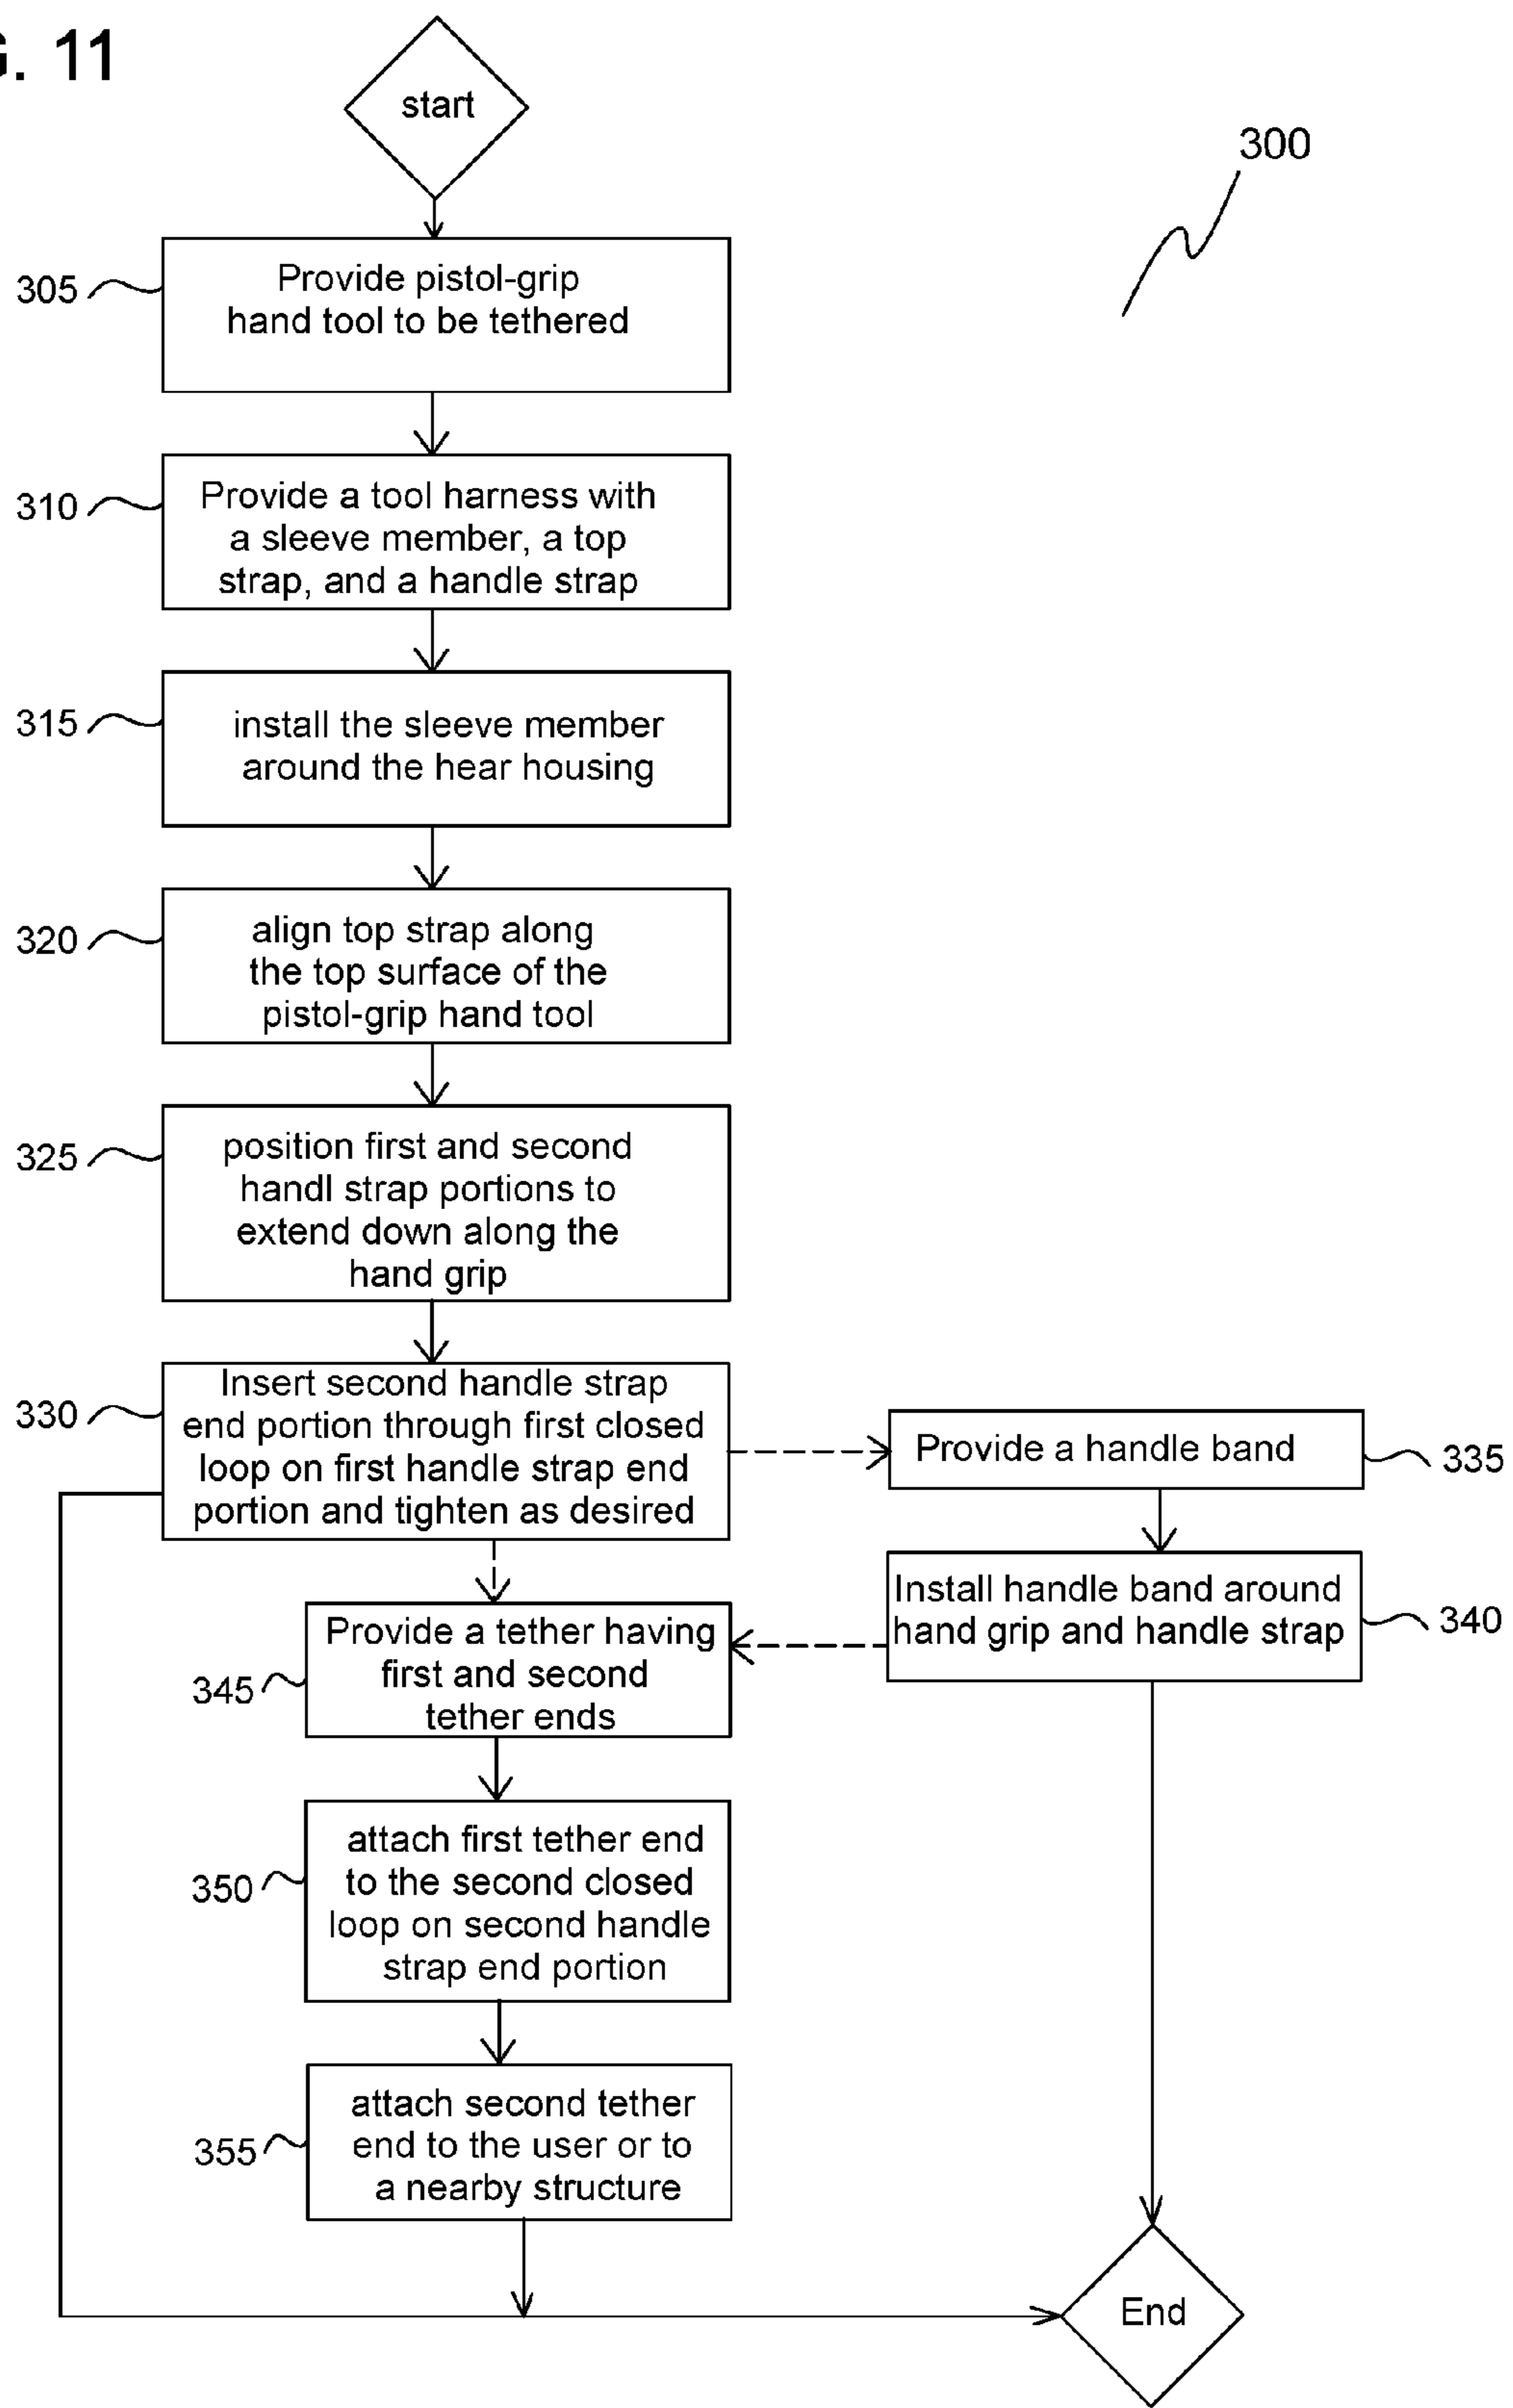 G. 11
start
300
305
Provide pistol-grip
hand tool to be tethered
310
Provide a tool harness with
a sleeve member, a top
strap, and a handle strap
315
install the sleeve member
around the hear housing
320
align top strap along
the top surface of the
pistol-grip hand tool
325
position first and second
handl strap portions to
extend down along the
hand grip
330
Insert second handle strap
end portion through first closed
loop on first handle strap end
portion and tighten as desired
Provide a handle band
335
Install handle band around
hand grip and handle strap
340
345
Provide a tether having
first and second
tether ends
350
attach first tether end
to the second closed
loop on second handle
strap end portion
355
attach second tether
end to the user or to
a nearby structure
End